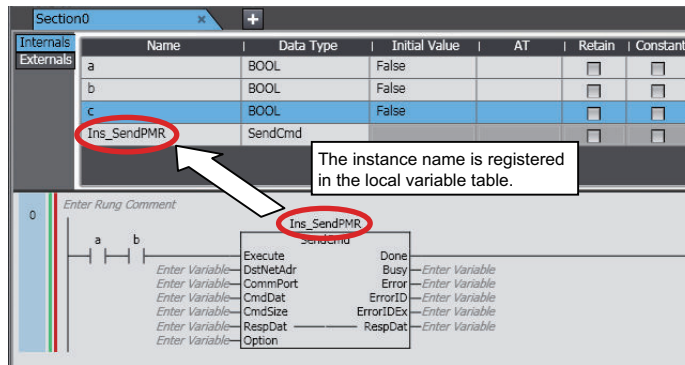 Section0 × +
Internals
Externals
Name Data Type Initial Value AT Retain Constant
a BOOL False
b BOOL False
c BOOL False
Ins_SendPMR SendCmd
The instance name is registered
in the local variable table.
0 Enter Rung Comment
Ins_SendPMR
a b SendCmd
Execute Done
Enter Variable DstNetAdr Busy Enter Variable
Enter Variable CommPort Error Enter Variable
Enter Variable CmdDat ErrorID Enter Variable
Enter Variable CmdSize ErrorIDEx Enter Variable
Enter Variable RespDat RespDat Enter Variable
Enter Variable Option